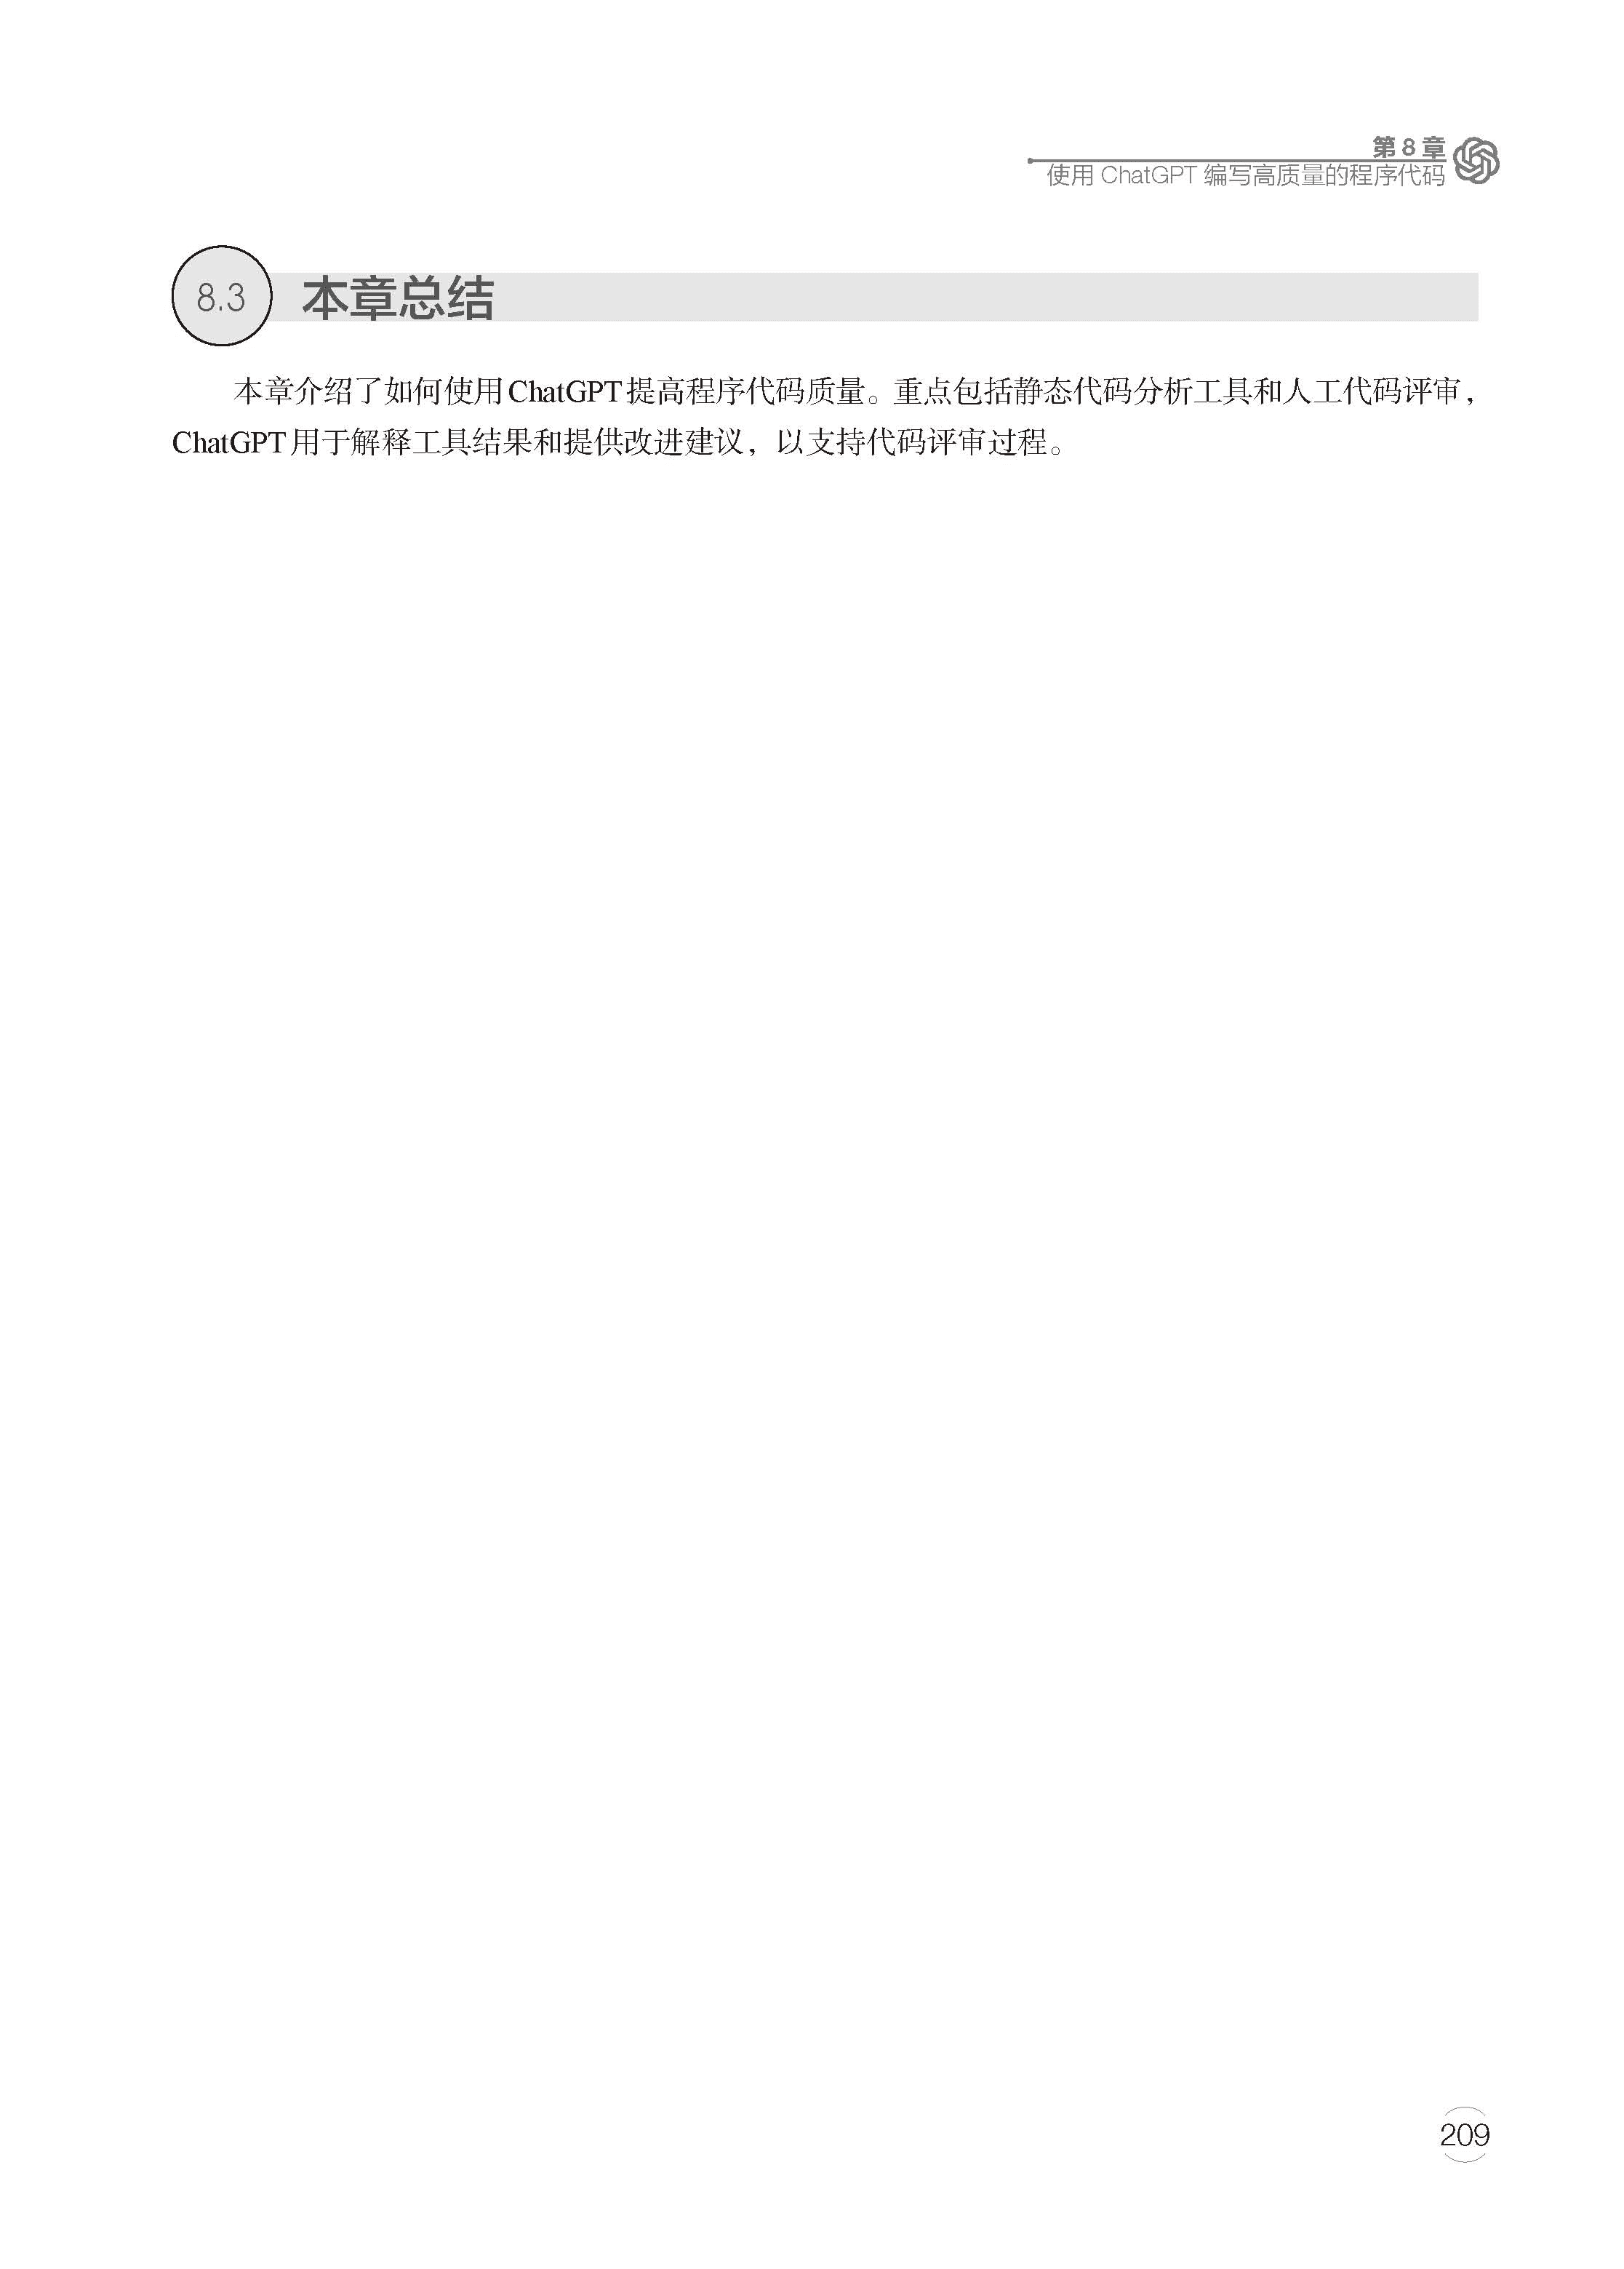 第 8 章
使用 ChatGPT 编写高质量的程序代码
8.3 本章总结
本章介绍了如何使用ChatGPT提高程序代码质量。重点包括静态代码分析工具和人工代码评审，
ChatGPT用于解释工具结果和提供改进建议，以支持代码评审过程。
209